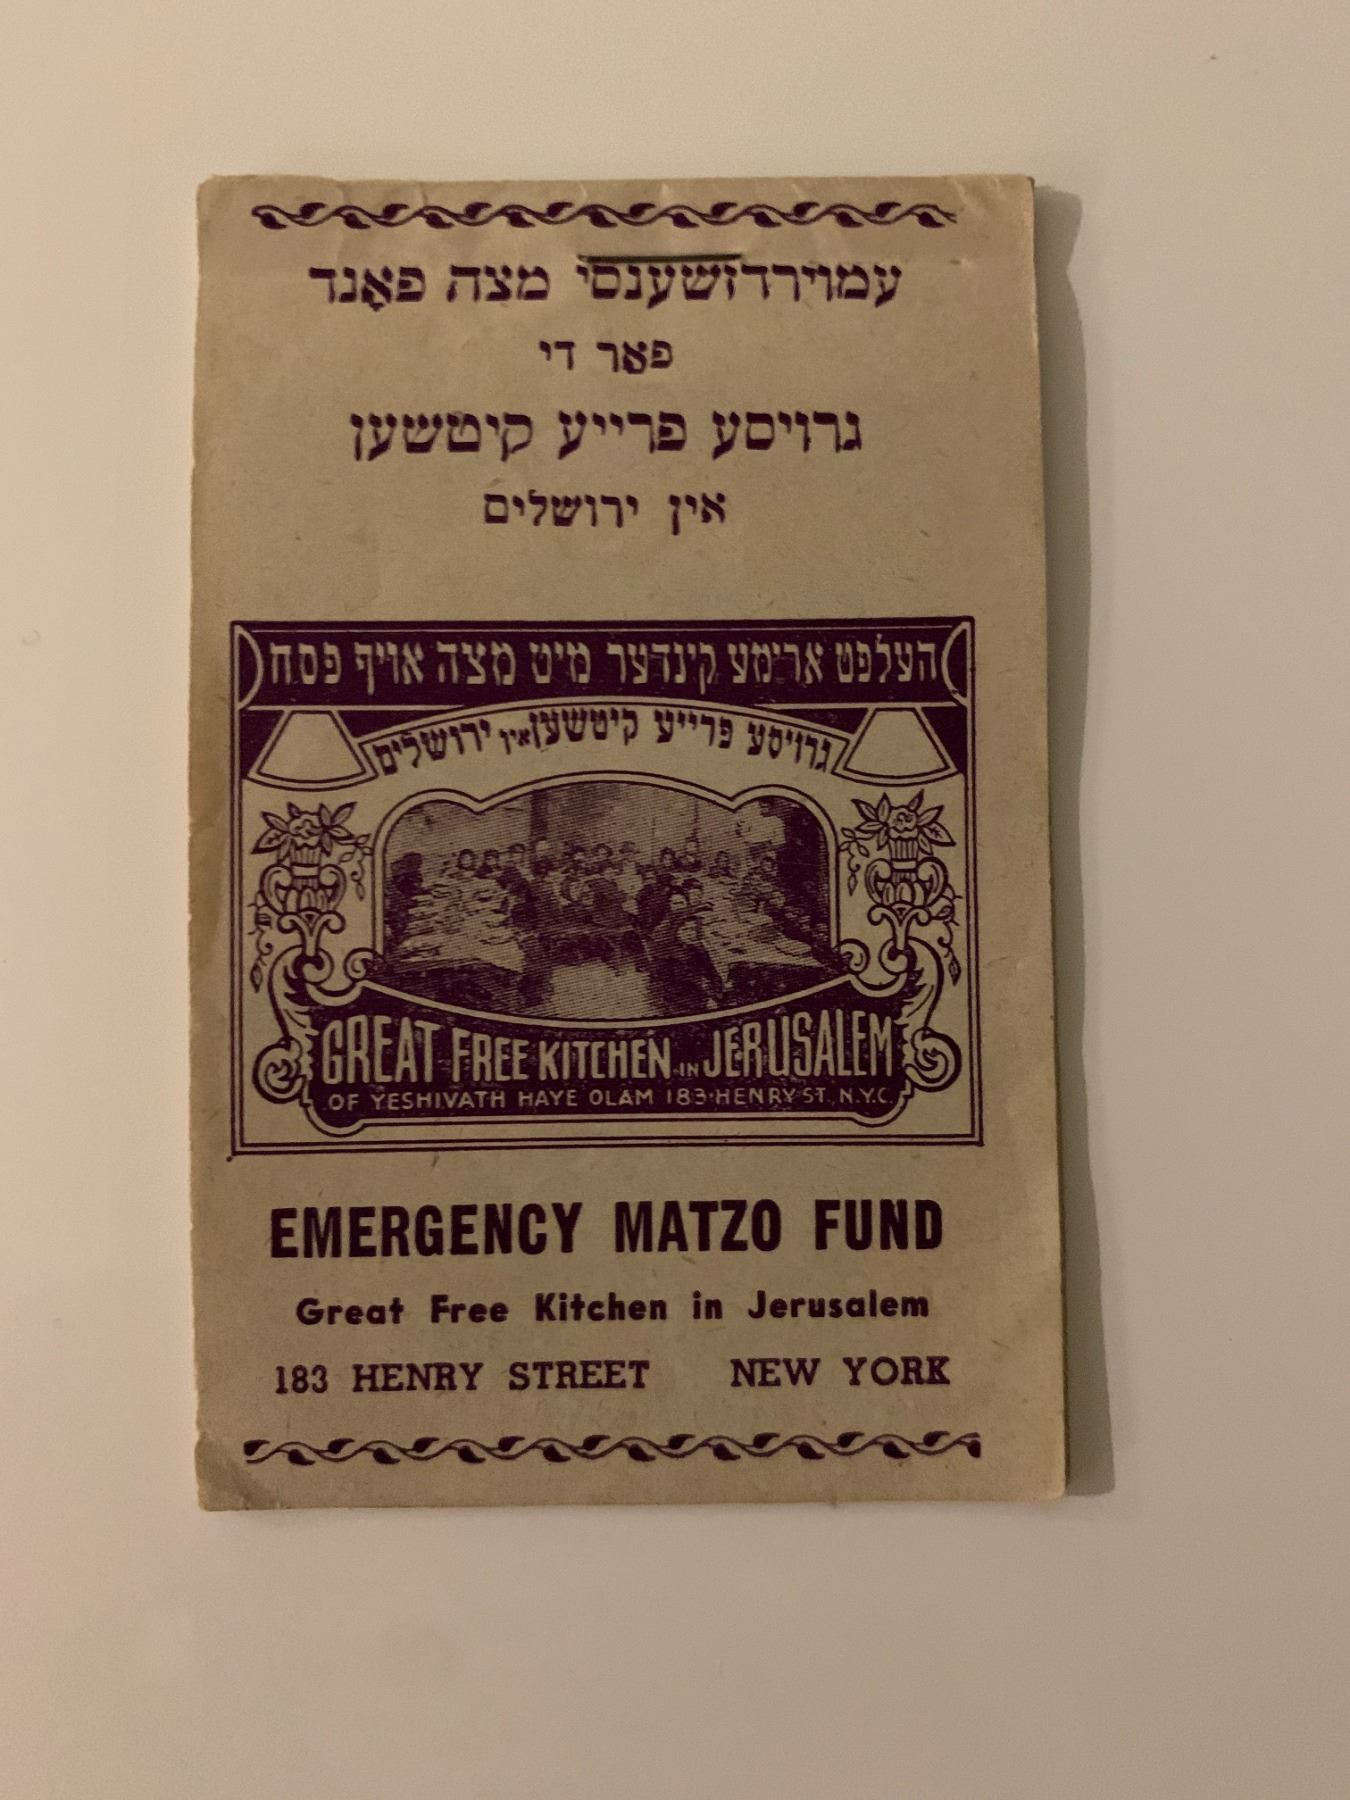 עמוירדזשענסי מצה פאָנד
פאר די
גרויסע פרייע קיטשען
אין ירושלים
העלפט ארימע קינדער מיט מצה אויף פסח
גרויסע פרייע קיטשען אין ירושלים
GREAT FREE KITCHEN IN JERUSALEM
OF YESHIVATH HAYE OLAM 183 HENRY ST., N.Y.C.
EMERGENCY MATZO FUND
Great Free Kitchen in Jerusalem
183 HENRY STREET NEW YORK